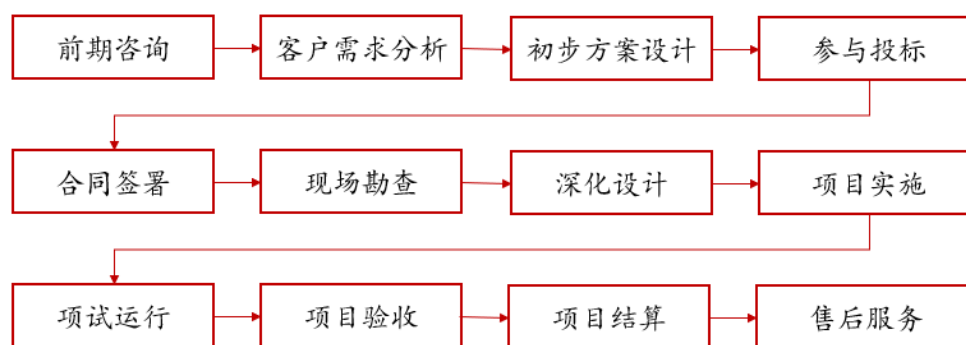 前期咨询
客户需求分析
初步方案设计
参与投标
合同签署
现场勘查
深化设计
项目实施
项试运行
项目验收
项目结算
售后服务